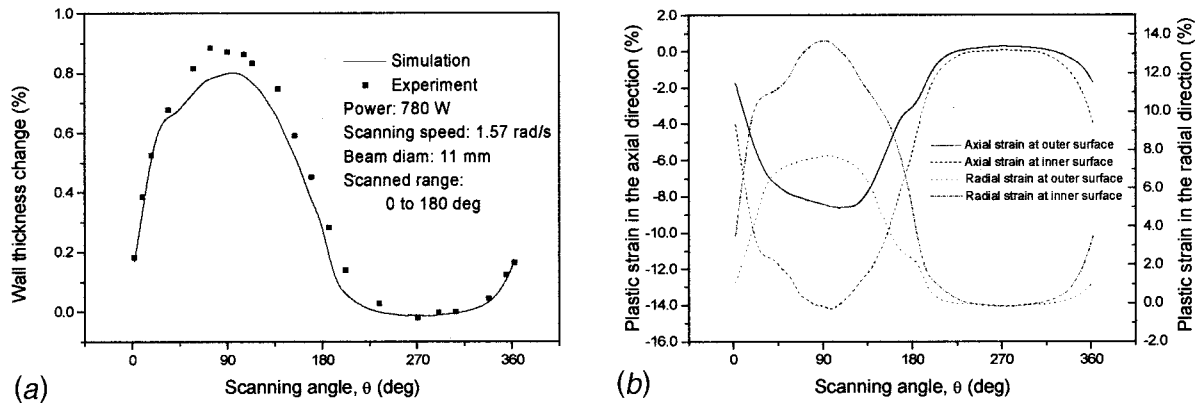 1.0
0.8
0.6
0.4
0.2
0.0
Wall thickness change (%)
Simulation
Experiment
Power: 780 W
Scanning speed: 1.57 rad/s
Beam diam: 11 mm
Scanned range:
0 to 180 deg
0 90 180 270 360
Scanning angle, θ (deg)
(a)
2.0
0.0
-2.0
-4.0
-6.0
-8.0
-10.0
-12.0
-14.0
-16.0
Plastic strain in the axial direction (%)
Axial strain at outer surface
Axial strain at inner surface
Radial strain at outer surface
Radial strain at inner surface
14.0
12.0
10.0
8.0
6.0
4.0
2.0
0.0
-2.0
Plastic strain in the radial direction (%)
0 90 180 270 360
Scanning angle, θ (deg)
(b)